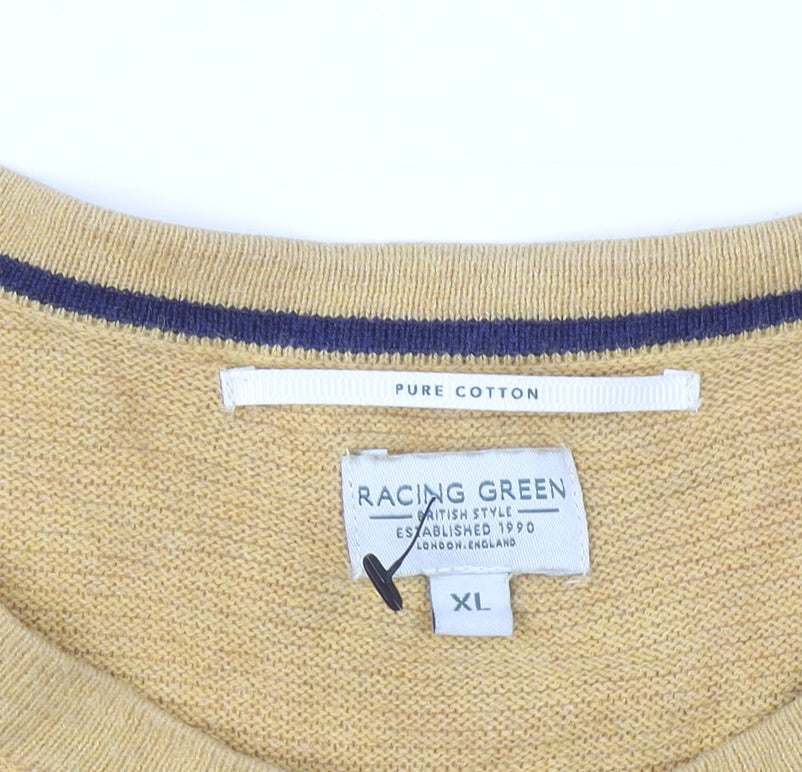 PURE COTTON
RACING GREEN
BRITISH STYLE
ESTABLISHED 1990
LONDON·ENGLAND
XL